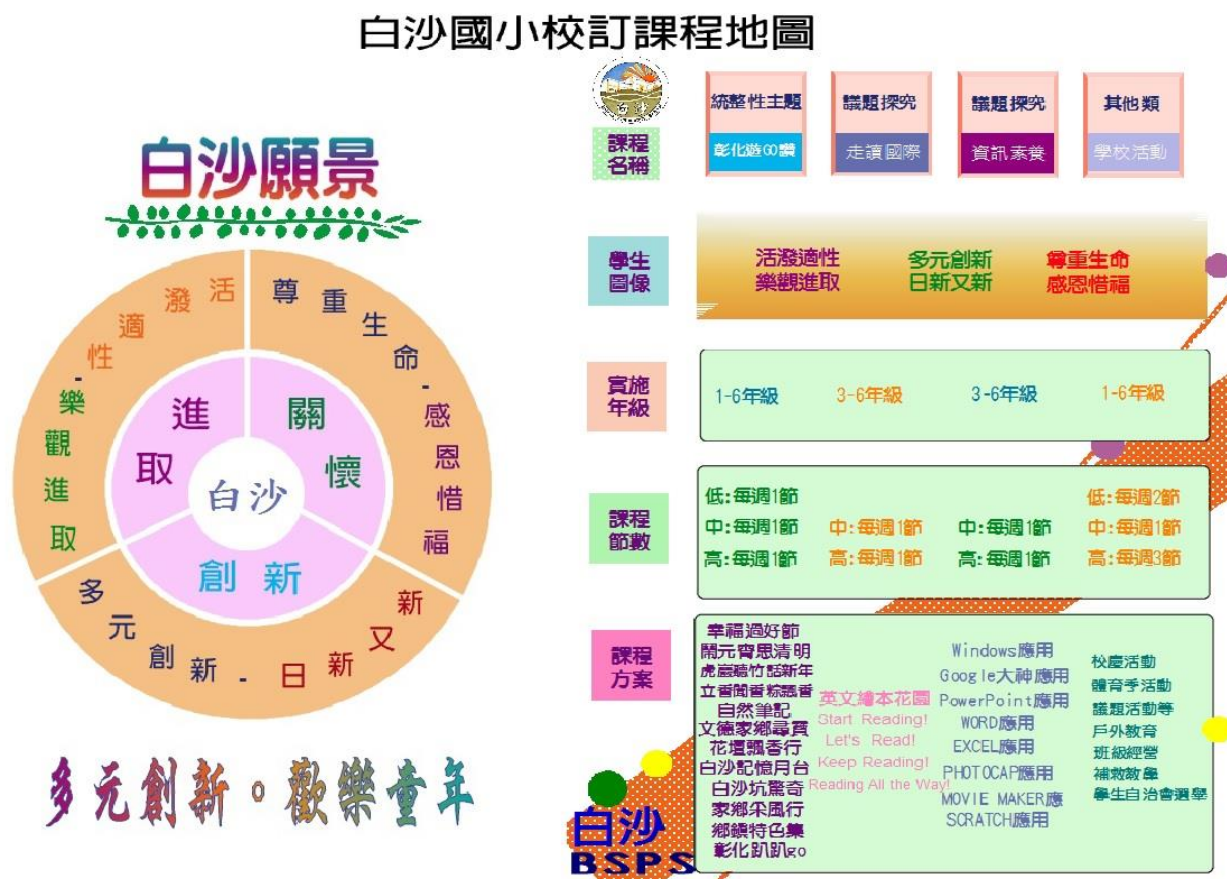 白沙國小校訂課程地圖
白沙願景
活潑適性-樂觀進取
尊重生命-感恩惜福
多元創新-日新又新
進取
關懷
創新
白沙
多元創新。歡樂童年
白沙
課程
名稱
統整性主題
彰化遊GO讚
議題探究
走讀國際
議題探究
資訊素養
其他類
學校活動
學生
圖像
活潑適性
樂觀進取
多元創新
日新又新
尊重生命
感恩惜福
實施
年級
1-6年級
3-6年級
3-6年級
1-6年級
課程
節數
低:每週1節
中:每週1節
高:每週1節
中:每週1節
高:每週1節
中:每週1節
高:每週1節
低:每週2節
中:每週1節
高:每週3節
課程
方案
幸福過好節
鬧元宵思清明
虎巖聽竹話新年
立香聞香粽飄香
自然筆記
文德家鄉尋寶
花壇飄香行
白沙記憶月台
白沙坑驚奇
家鄉采風行
鄉鎮特色集
彰化趴趴go
英文繪本花園
Start Reading!
Let's Read!
Keep Reading!
Reading All the Way!
Windows應用
Google大神應用
PowerPoint應用
WORD應用
EXCEL應用
PHOTOCAP應用
MOVIE MAKER應
SCRATCH應用
校慶活動
體育季活動
議題活動等
戶外教育
班級經營
補救教學
學生自治會選舉
白沙
BSPS